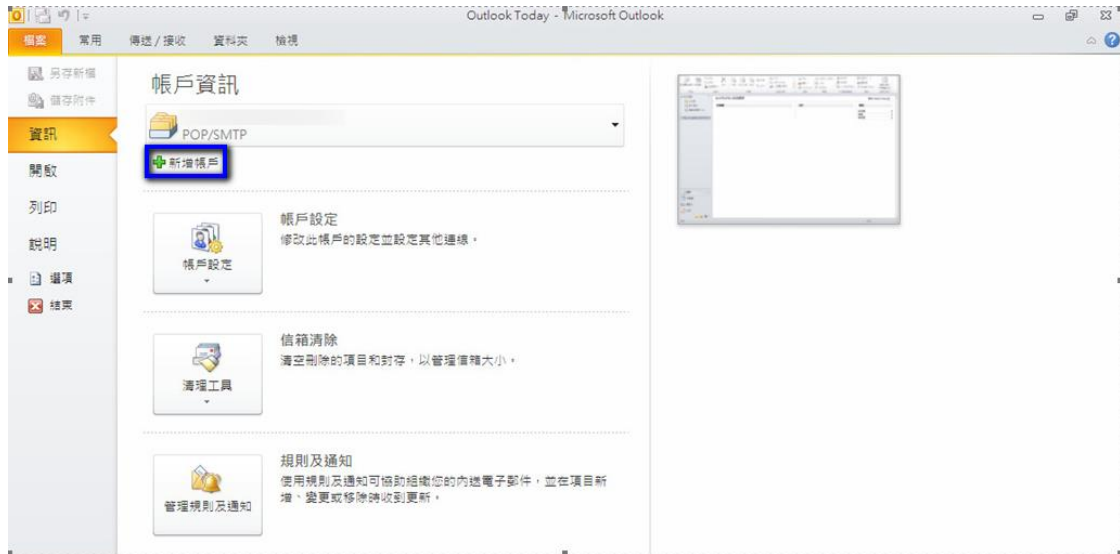 Outlook Today - Microsoft Outlook
檔案 常用 傳送 / 接收 資料夾 檢視
另存新檔
儲存附件
資訊
開啟
列印
說明
選項
結束
帳戶資訊
POP/SMTP
新增帳戶
帳戶設定
帳戶設定
修改此帳戶的設定並設定其他連線。
清理工具
信箱清除
清空刪除的項目和封存，以管理信箱大小。
管理規則及通知
規則及通知
使用規則及通知可協助組織您的內送電子郵件，並在項目新
增、變更或移除時收到更新。